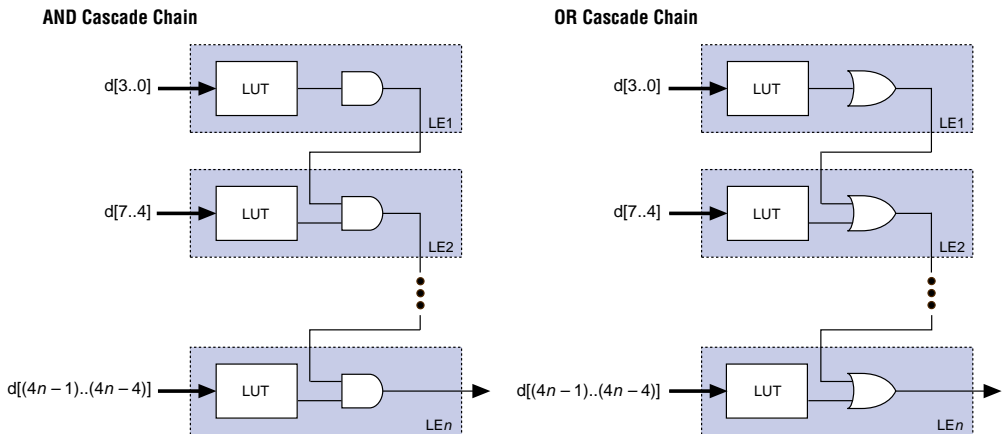 AND Cascade Chain
d[3..0]
LUT
LE1
d[7..4]
LUT
LE2
d[(4n – 1)..(4n – 4)]
LUT
LEn
OR Cascade Chain
d[3..0]
LUT
LE1
d[7..4]
LUT
LE2
d[(4n – 1)..(4n – 4)]
LUT
LEn